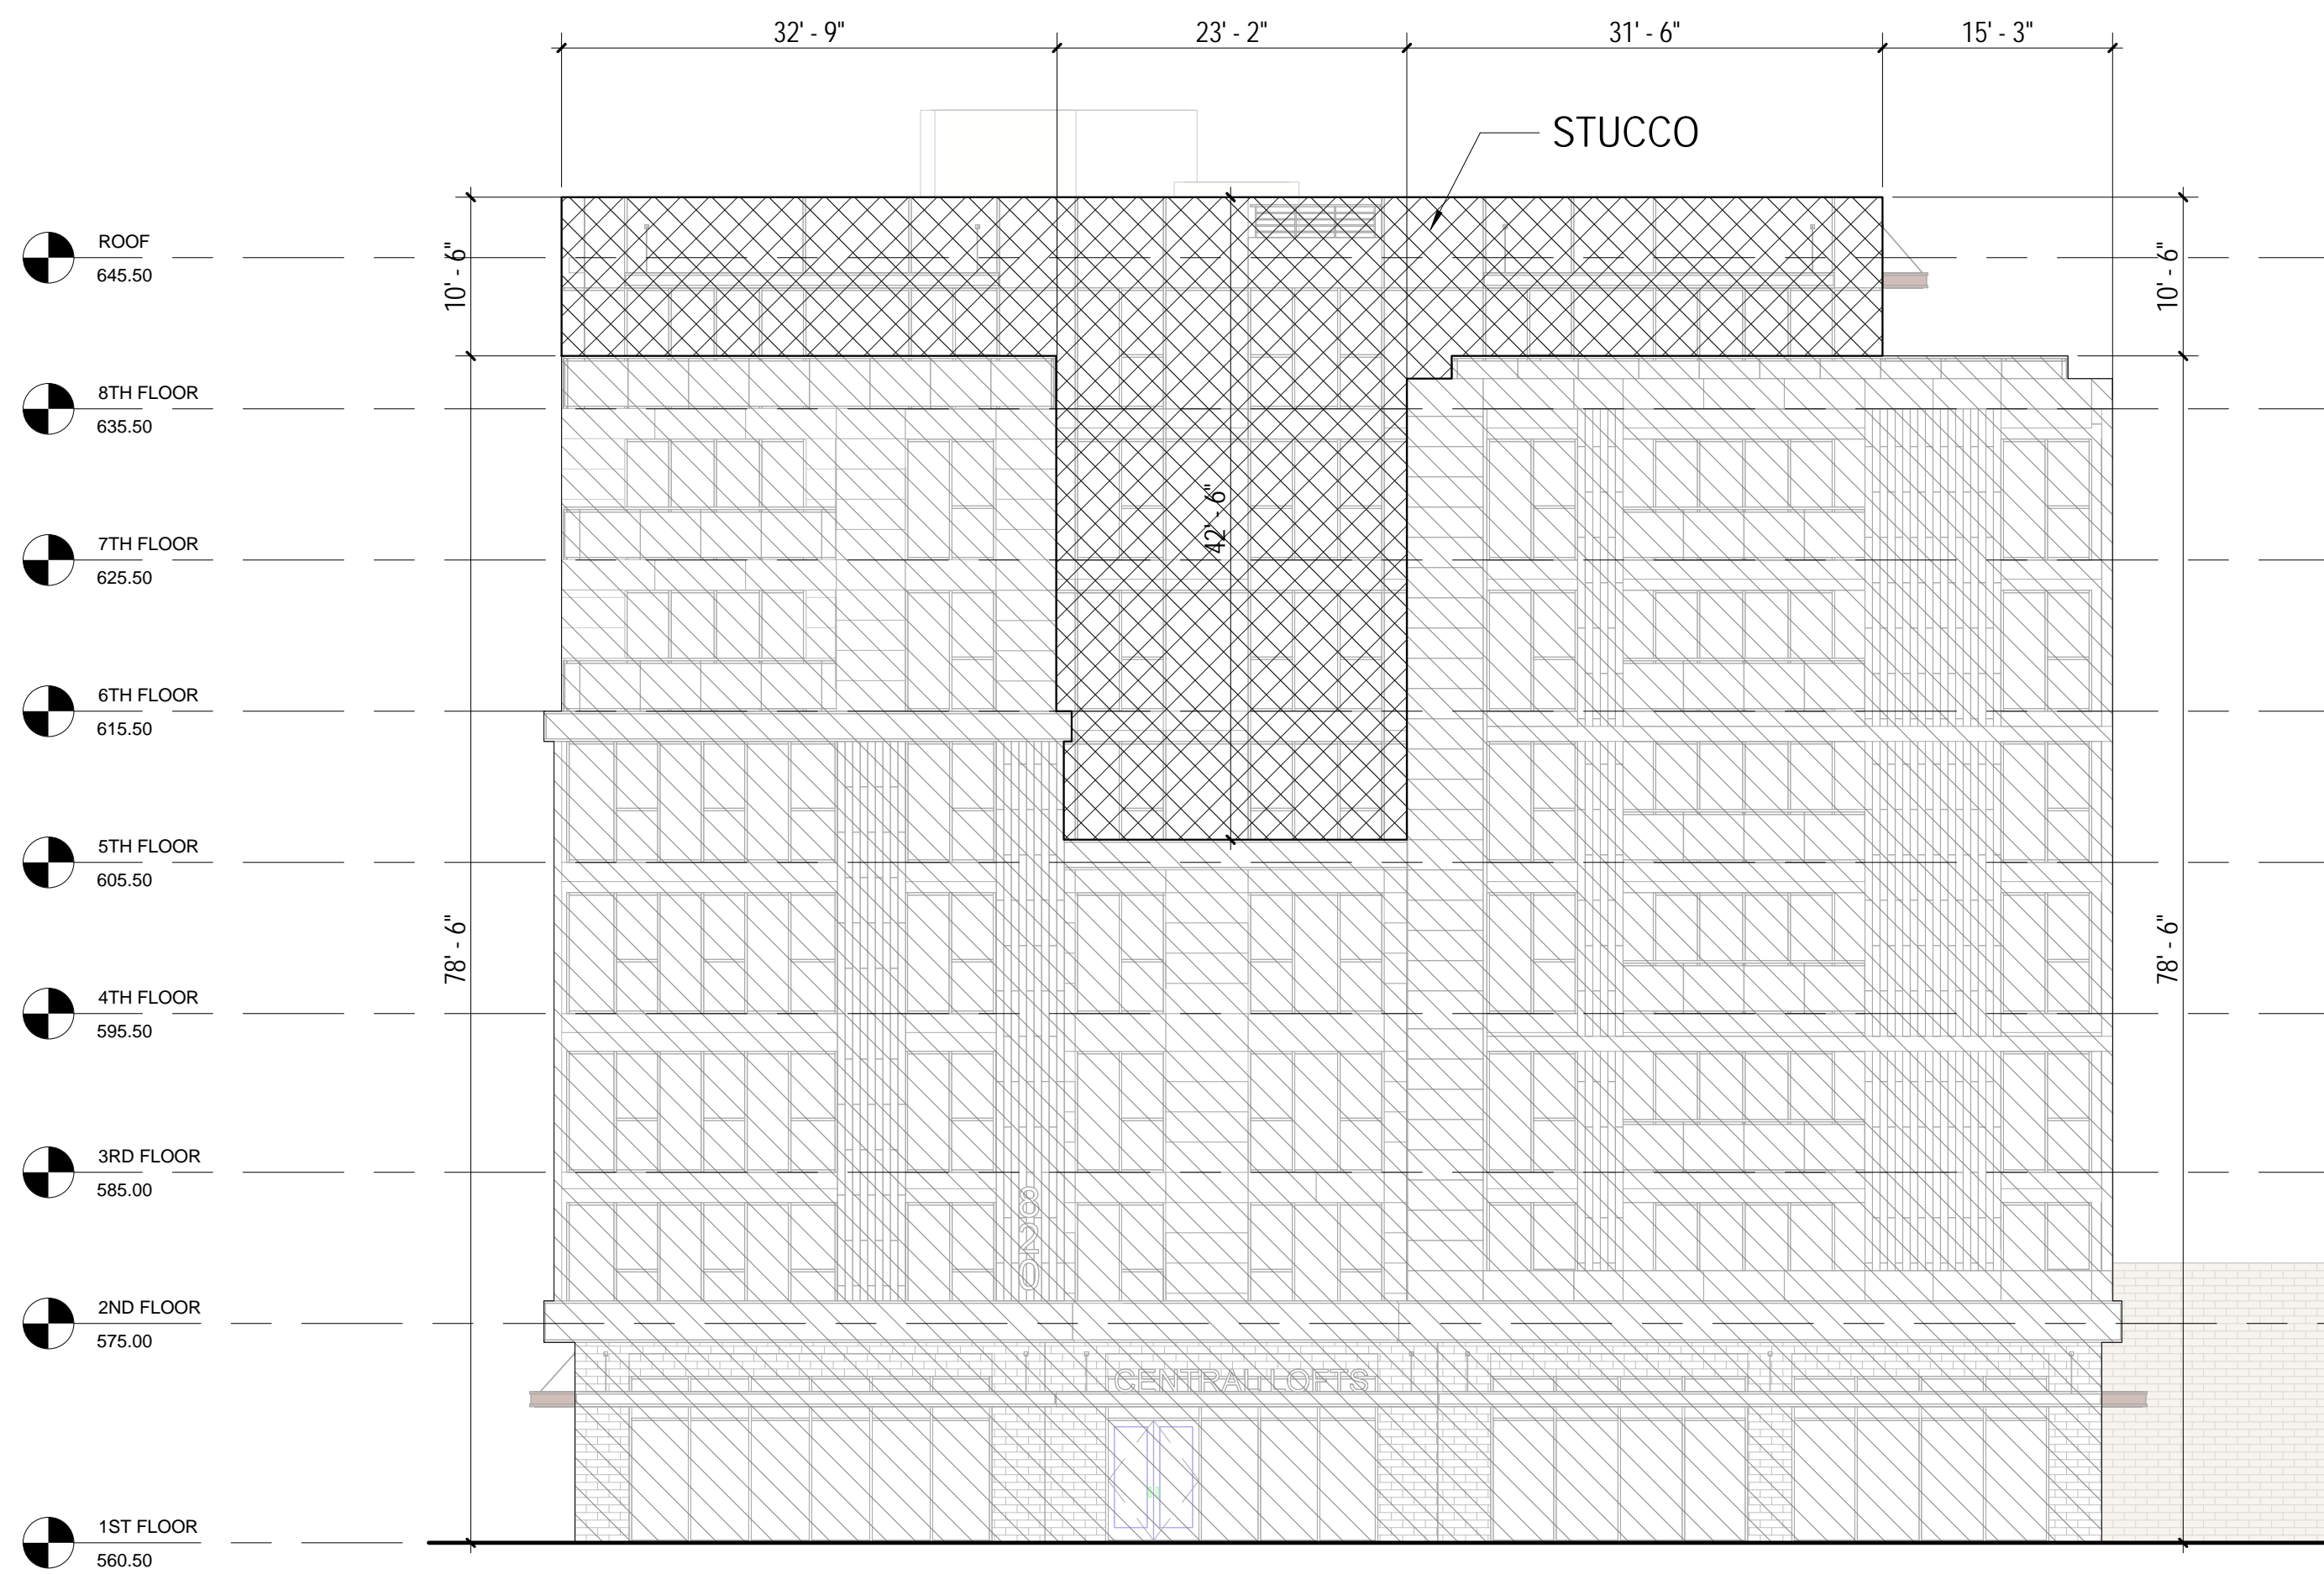 32' - 9"
23' - 2"
31' - 6"
15' - 3"
STUCCO
ROOF
645.50
10' - 6"
10' - 6"
8TH FLOOR
635.50
42' - 6"
7TH FLOOR
625.50
6TH FLOOR
615.50
5TH FLOOR
605.50
78' - 6"
78' - 6"
4TH FLOOR
595.50
3RD FLOOR
585.00
820
2ND FLOOR
575.00
CENTRAL LOFTS
1ST FLOOR
560.50